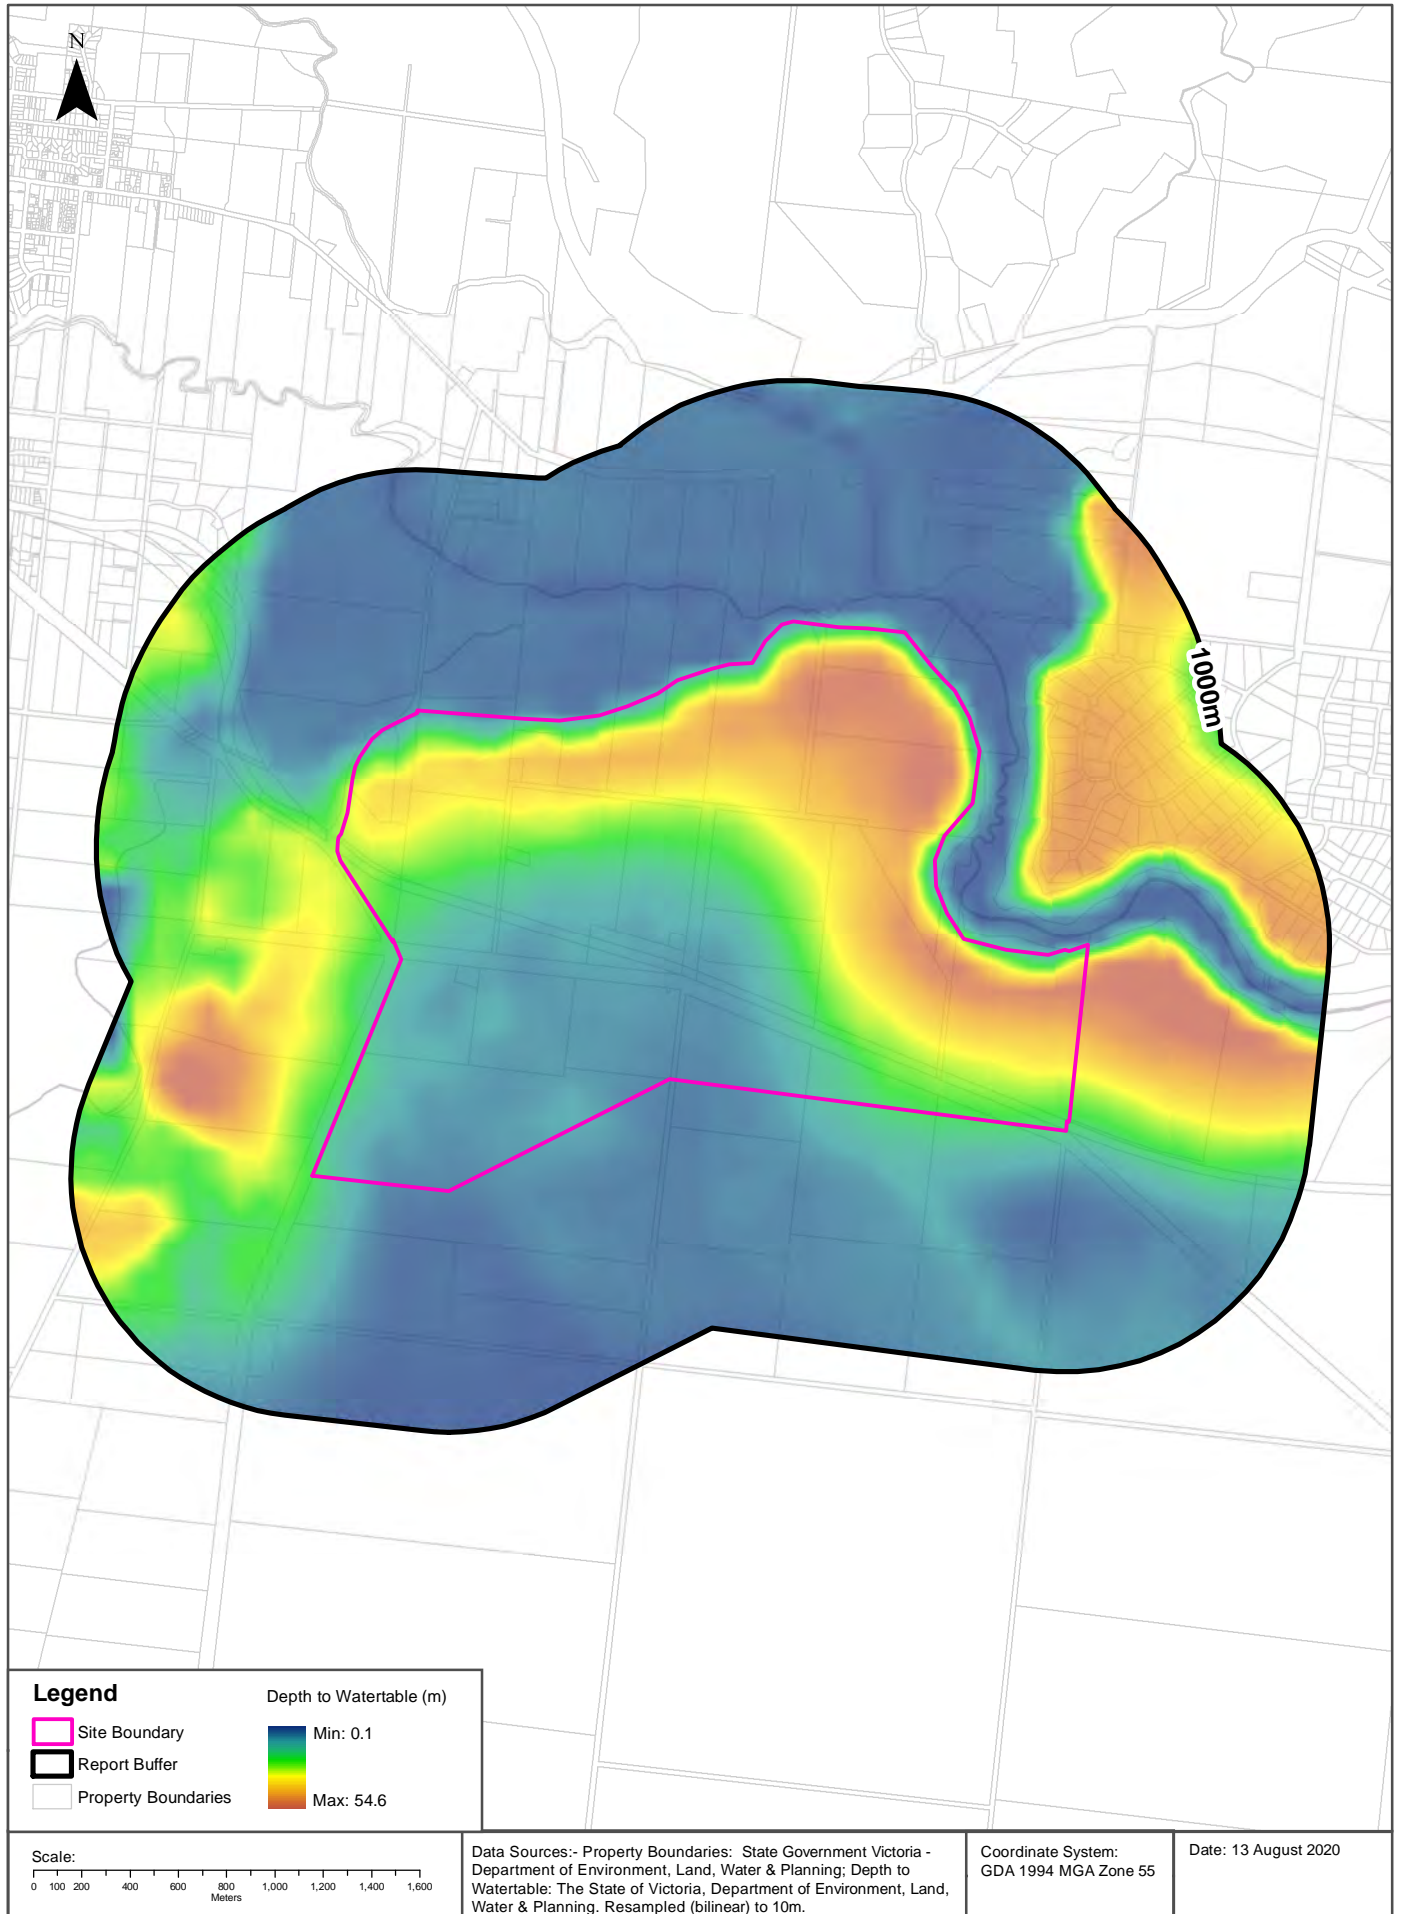 N
1000m
Legend
Depth to Watertable (m)
Site Boundary
Min: 0.1
Report Buffer
Property Boundaries
Max: 54.6
Scale:
0 100 200 400 600 800 1,000 1,200 1,400 1,600
Meters
Data Sources:- Property Boundaries: State Government Victoria -
Department of Environment, Land, Water & Planning; Depth to
Watertable: The State of Victoria, Department of Environment, Land,
Water & Planning. Resampled (bilinear) to 10m.
Coordinate System:
GDA 1994 MGA Zone 55
Date: 13 August 2020